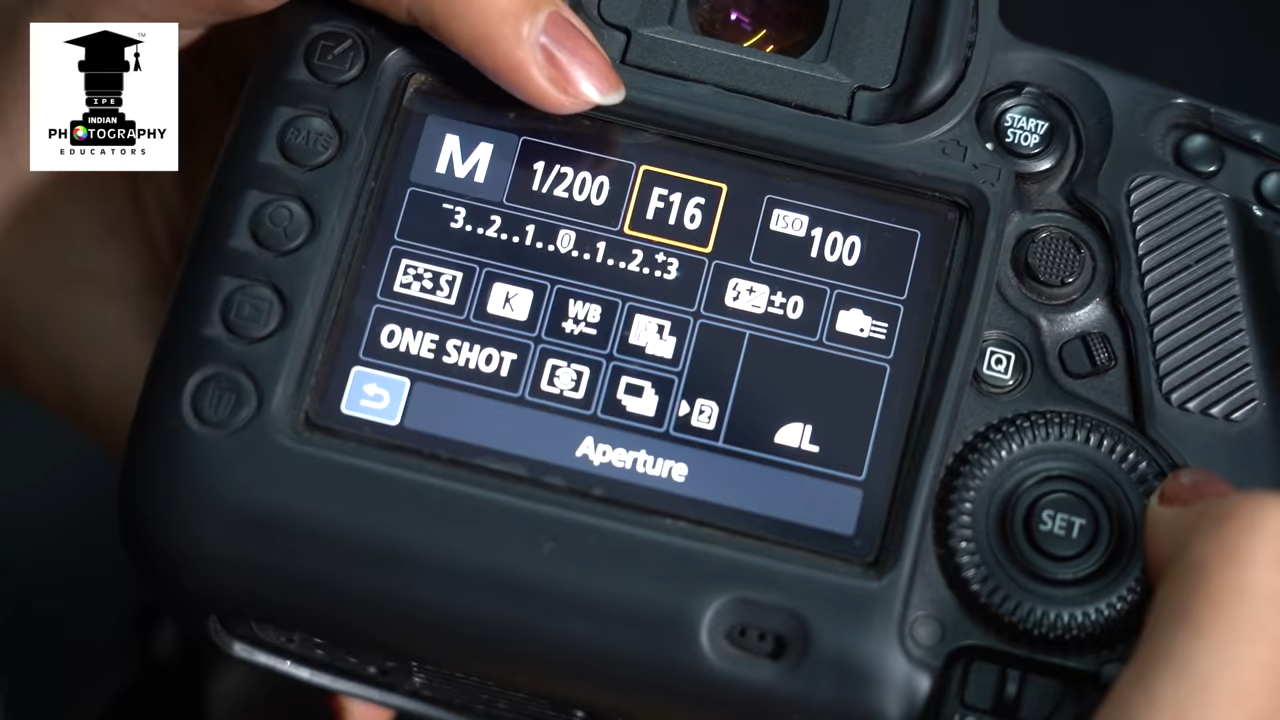 TM
IPE
INDIAN
PHOTOGRAPHY
EDUCATORS
RATE
START/
STOP
M 1/200 F16 ISO 100
-3..2..1..0..1..2..+3
S K WB +/- ±0
ONE SHOT
2 L
Aperture
Q
SET